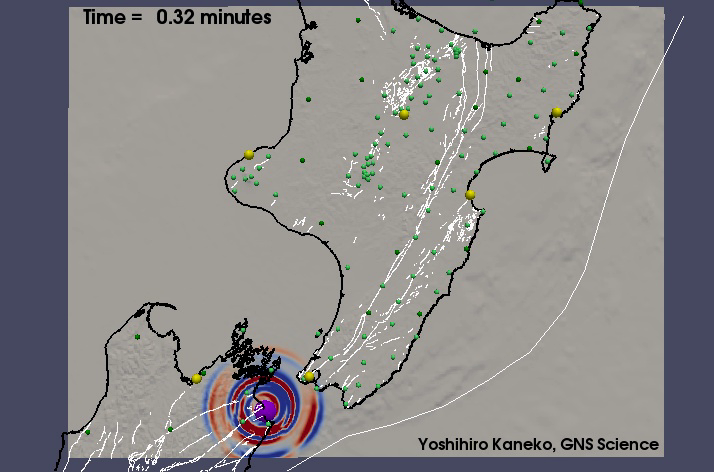 Time = 0.32 minutes
Yoshihiro Kaneko, GNS Science